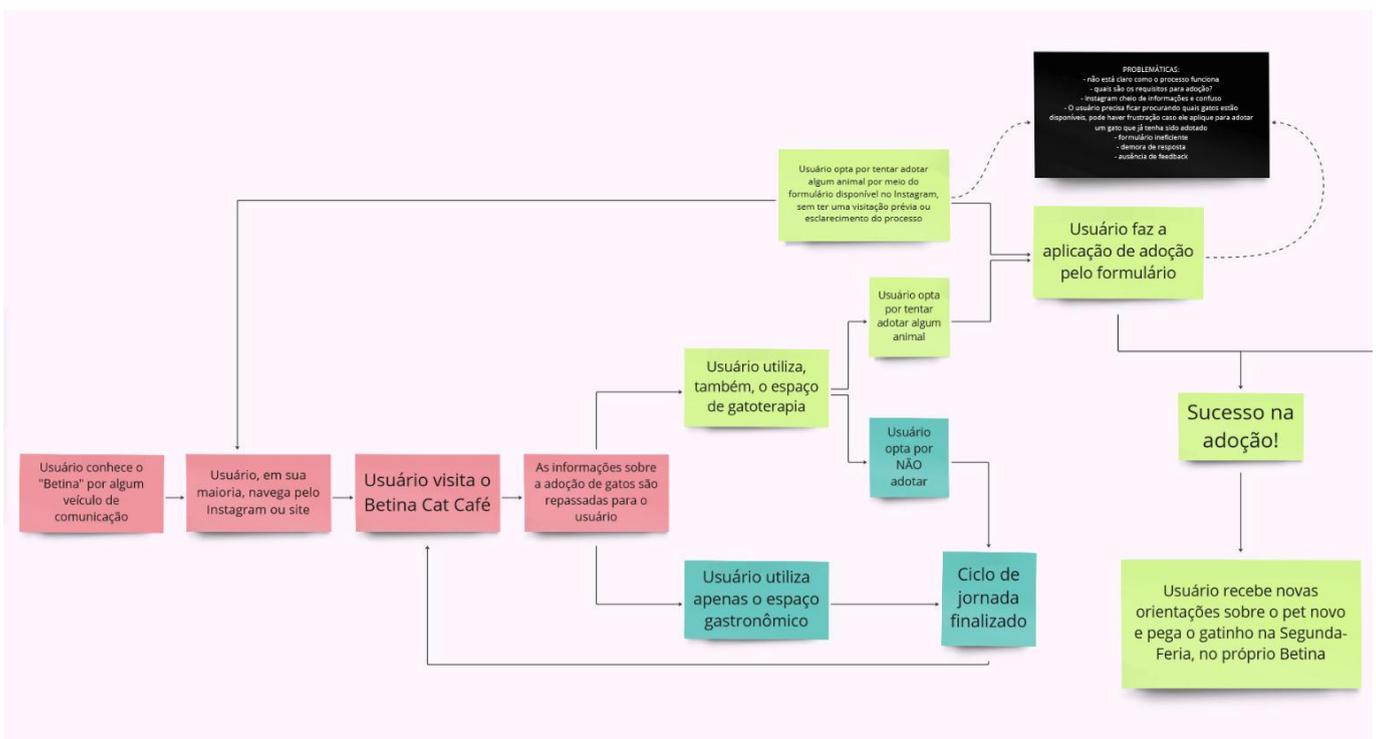 PROBLEMÁTICAS:
- não está claro como o processo funciona
- quais são os requisitos para adoção?
- Instagram cheio de informações e confuso
- O usuário precisa ficar procurando quais gatos estão
disponíveis, pode haver frustração caso ele aplique para adotar
um gato que já tenha sido adotado
- formulário ineficiente
- demora de resposta
- ausência de feedback
Usuário opta por tentar adotar
algum animal por meio do
formulário disponível no Instagram,
sem ter uma visitação prévia ou
esclarecimento do processo
Usuário faz a
aplicação de adoção
pelo formulário
Usuário opta
por tentar
adotar algum
animal
Usuário utiliza,
também, o espaço
de gatoterapia
Sucesso na
adoção!
Usuário
opta por
NÃO
adotar
Usuário conhece o
"Betina" por algum
veículo de
comunicação
Usuário, em sua
maioria, navega pelo
Instagram ou site
Usuário visita o
Betina Cat Café
As informações sobre
a adoção de gatos são
repassadas para o
usuário
Usuário utiliza
apenas o espaço
gastronômico
Ciclo de
jornada
finalizado
Usuário recebe novas
orientações sobre o pet novo
e pega o gatinho na Segunda-
Feria, no próprio Betina